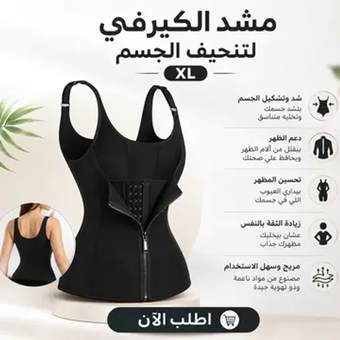 مشد الكيرفي
لتنحيف الجسم
XL
شد وتشكيل الجسم
بتشد جسمك
وتخليه متناسق
دعم الظهر
بيقلل من آلام الظهر
ويحافظ علي صحتك
تحسين المظهر
بيداري العيوب
اللي في جسمك
زيادة الثقة بالنفس
عشان بيخليك
مظهرك جذاب
مريح وسهل الاستخدام
مصنوع من مواد ناعمة
وذو تهوية جيدة
اطلب الآن